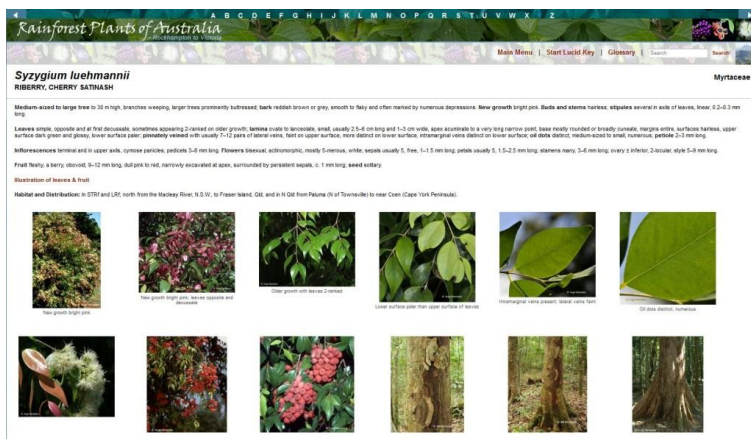 A B C D E F G H I J K L M N O P Q R S T U V W X Z
Rainforest Plants of Australia
- Rockhampton to Victoria
Main Menu | Start Lucid Key | Glossary | Search Search
Syzygium luehmannii
RIBERRY, CHERRY SATINASH
Myrtaceae
Medium-sized to large tree to 30 m high, branches weeping, larger trees prominently buttressed; bark reddish brown or grey, smooth to flaky and often marked by numerous depressions. New growth bright pink. Buds and stems hairless; stipules several in axis of leaves, linear, 0.2–0.3 mm
long.
Leaves simple, opposite and at first decussate, sometimes appearing 2-ranked on older growth; lamina ovate to lanceolate, small, usually 2.5–6 cm long and 1–3 cm wide, apex acuminate to a very long narrow point, base mostly rounded or broadly cuneate, margins entire, surfaces hairless, upper
surface dark green and glossy, lower surface paler; pinnately veined with usually 7–12 pairs of lateral veins, faint on upper surface, more distinct on lower surface, intramarginal veins distinct on lower surface; oil dots distinct, medium-sized to small, numerous; petiole 2–3 mm long.
Inflorescences terminal and in upper axils, cymose panicles, pedicels 3–6 mm long. Flowers bisexual, actinomorphic, mostly 5-merous, white; sepals usually 5, free, 1–1.5 mm long; petals usually 5, 1.5–2.5 mm long; stamens many, 3–6 mm long; ovary ± inferior, 2-locular, style 5–9 mm long.
Fruit fleshy, a berry, obovoid, 9–12 mm long, dull pink to red, narrowly excavated at apex, surrounded by persistent sepals, c. 1 mm long; seed solitary.
Illustration of leaves & fruit
Habitat and Distribution: In STRf and LRf; north from the Macleay River, N.S.W., to Fraser Island, Qld, and in N Qld from Paluma (N of Townsville) to near Coen (Cape York Peninsula).
New growth bright pink
New growth bright pink; leaves opposite and
decussate
Older growth with leaves 2-ranked
Lower surface paler than upper surface of leaves
Intramarginal veins present; lateral veins faint
Oil dots distinct, numerous